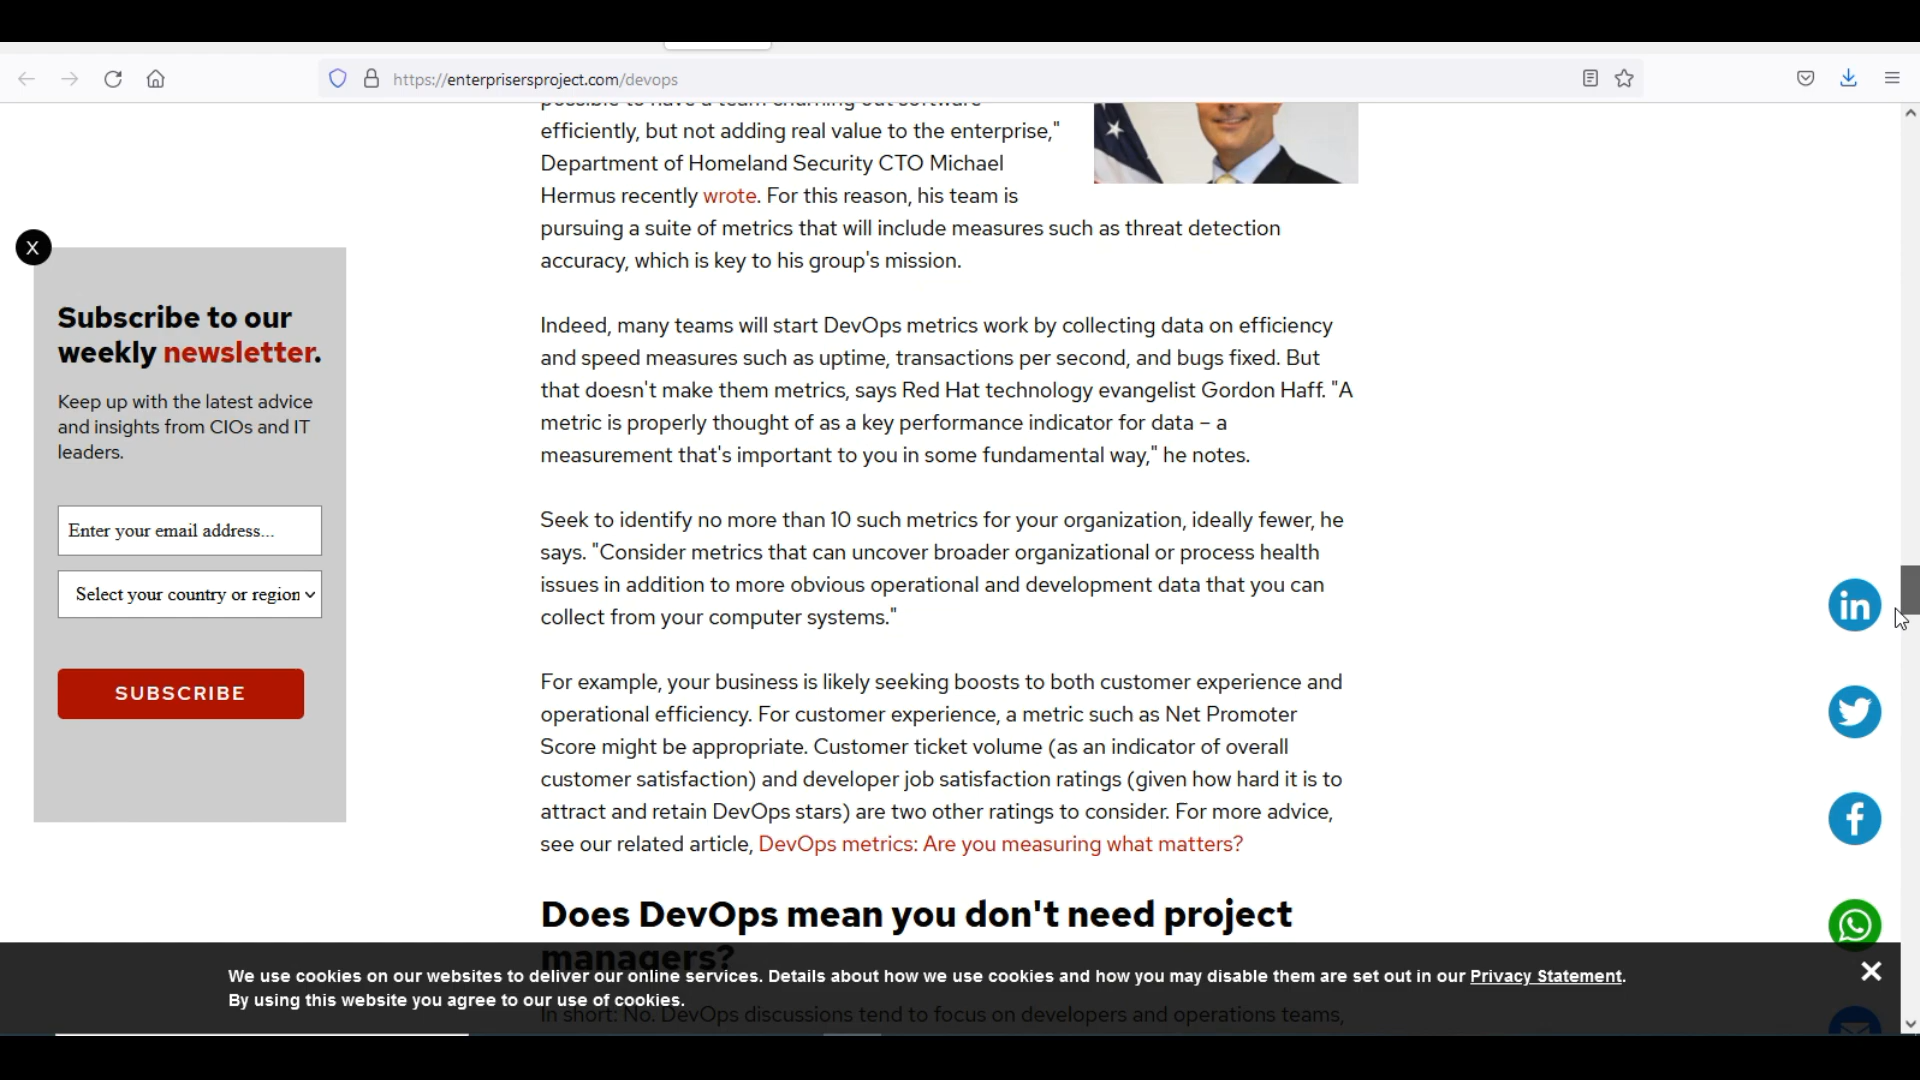 https://enterprisersproject.com/devops
efficiently, but not adding real value to the enterprise,"
Department of Homeland Security CTO Michael
Hermus recently wrote. For this reason, his team is
pursuing a suite of metrics that will include measures such as threat detection
accuracy, which is key to his group's mission.
X
Subscribe to our
weekly newsletter.
Keep up with the latest advice
and insights from CIOs and IT
leaders.
Enter your email address...
Select your country or region
SUBSCRIBE
Indeed, many teams will start DevOps metrics work by collecting data on efficiency
and speed measures such as uptime, transactions per second, and bugs fixed. But
that doesn't make them metrics, says Red Hat technology evangelist Gordon Haff. "A
metric is properly thought of as a key performance indicator for data – a
measurement that's important to you in some fundamental way," he notes.
Seek to identify no more than 10 such metrics for your organization, ideally fewer, he
says. "Consider metrics that can uncover broader organizational or process health
issues in addition to more obvious operational and development data that you can
collect from your computer systems."
For example, your business is likely seeking boosts to both customer experience and
operational efficiency. For customer experience, a metric such as Net Promoter
Score might be appropriate. Customer ticket volume (as an indicator of overall
customer satisfaction) and developer job satisfaction ratings (given how hard it is to
attract and retain DevOps stars) are two other ratings to consider. For more advice,
see our related article, DevOps metrics: Are you measuring what matters?
Does DevOps mean you don't need project
managers?
We use cookies on our websites to deliver our online services. Details about how we use cookies and how you may disable them are set out in our Privacy Statement.
By using this website you agree to our use of cookies.
In short: No. DevOps discussions tend to focus on developers and operations teams,
in
f